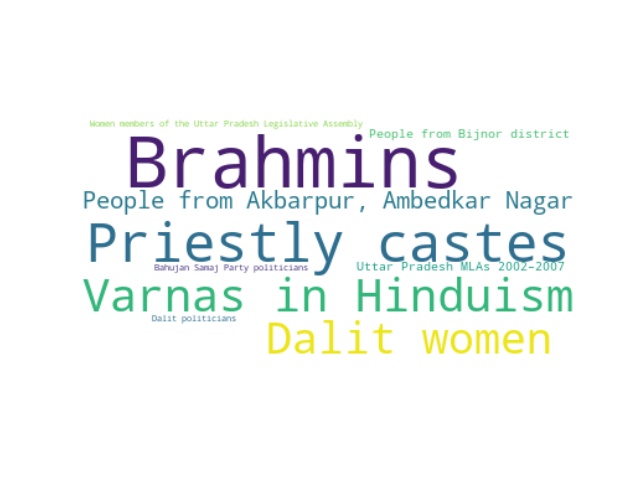 Women members of the Uttar Pradesh Legislative Assembly
People from Bijnor district
Brahmins
People from Akbarpur, Ambedkar Nagar
Priestly castes
Bahujan Samaj Party politicians
Uttar Pradesh MLAs 2002–2007
Varnas in Hinduism
Dalit politicians
Dalit women